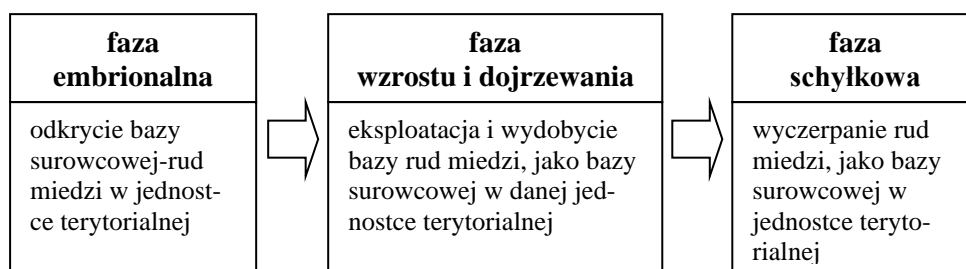 faza
embrionalna
odkrycie bazy
surowcowej-rud
miedzi w jednost-
ce terytorialnej
faza
wzrostu i dojrzewania
eksploatacja i wydobycie
bazy rud miedzi, jako bazy
surowcowej w danej jed-
nostce terytorialnej
faza
schyłkowa
wyczerpanie rud
miedzi, jako bazy
surowcowej w
jednostce teryto-
rialnej